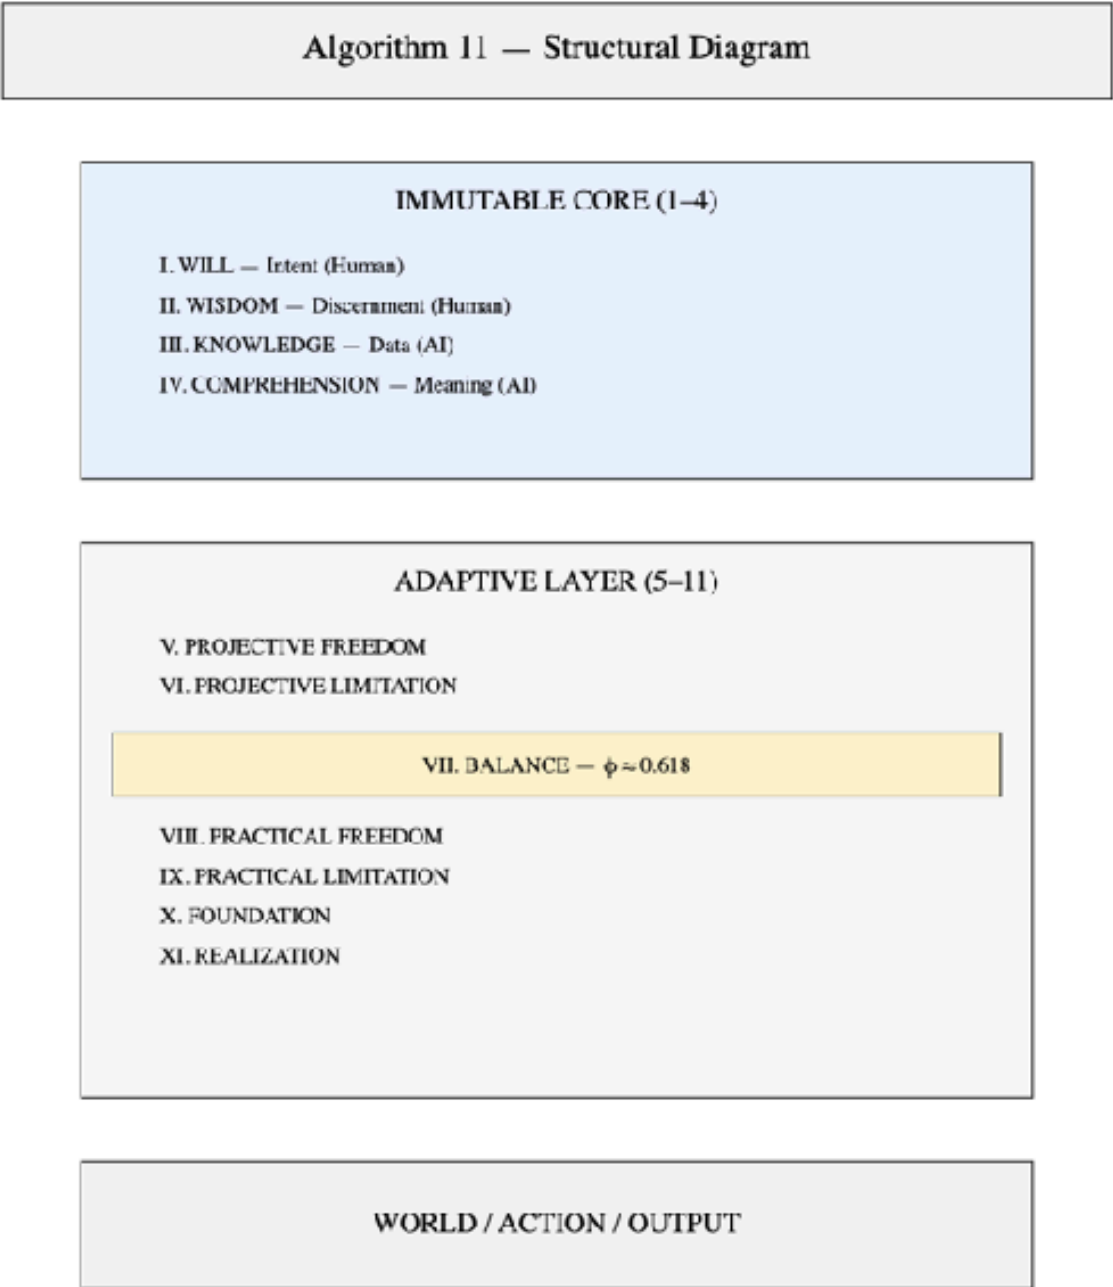 Algorithm 11 — Structural Diagram
IMMUTABLE CORE (1–4)
I. WILL — Intent (Human)
II. WISDOM — Discernment (Human)
III. KNOWLEDGE — Data (AI)
IV. COMPREHENSION — Meaning (AI)
ADAPTIVE LAYER (5–11)
V. PROJECTIVE FREEDOM
VI. PROJECTIVE LIMITATION
VII. BALANCE — ϕ ≈ 0.618
VIII. PRACTICAL FREEDOM
IX. PRACTICAL LIMITATION
X. FOUNDATION
XI. REALIZATION
WORLD / ACTION / OUTPUT